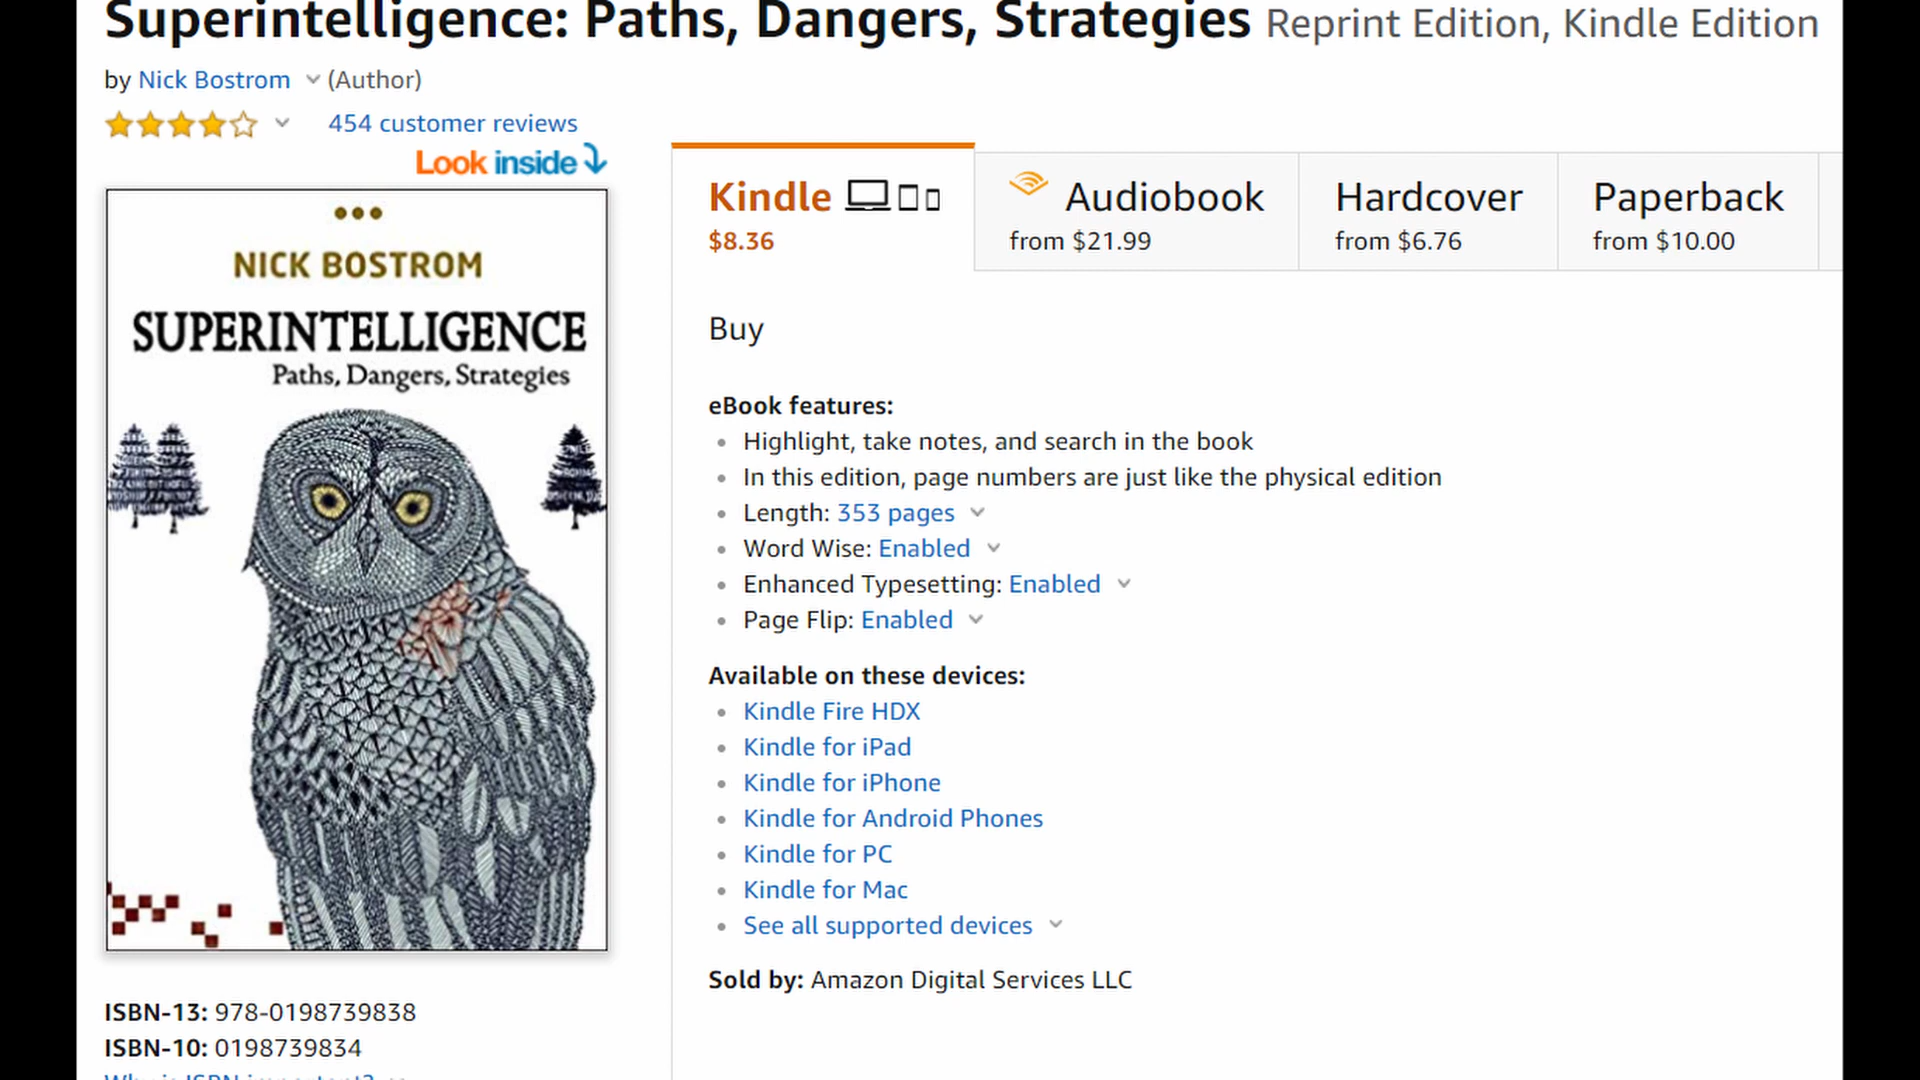 Superintelligence: Paths, Dangers, Strategies Reprint Edition, Kindle Edition
by Nick Bostrom (Author)
454 customer reviews
Look inside
NICK BOSTROM
SUPERINTELLIGENCE
Paths, Dangers, Strategies
ISBN-13: 978-0198739838
ISBN-10: 0198739834
Why is ISBN important?
Kindle
$8.36
Audiobook
from $21.99
Hardcover
from $6.76
Paperback
from $10.00
Buy
eBook features:
Highlight, take notes, and search in the book
In this edition, page numbers are just like the physical edition
Length: 353 pages
Word Wise: Enabled
Enhanced Typesetting: Enabled
Page Flip: Enabled
Available on these devices:
Kindle Fire HDX
Kindle for iPad
Kindle for iPhone
Kindle for Android Phones
Kindle for PC
Kindle for Mac
See all supported devices
Sold by: Amazon Digital Services LLC